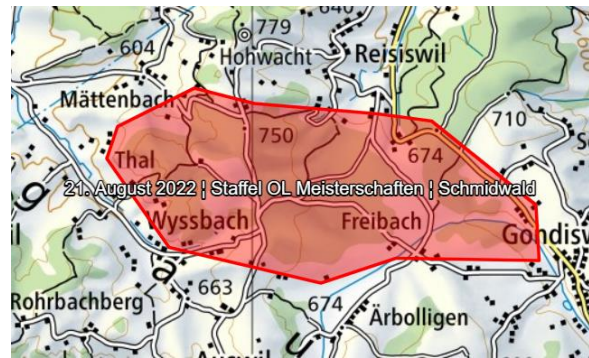 640
779
604
Hohwacht
Reisiswil
Mättenbach
710
750
Thal
674
21. August 2022 ¦ Staffel OL Meisterschaften ¦ Schmidwald
Wyssbach
Freibach
Gondisw
663
Rohrbachberg
674
Ärbolligen
Auswil